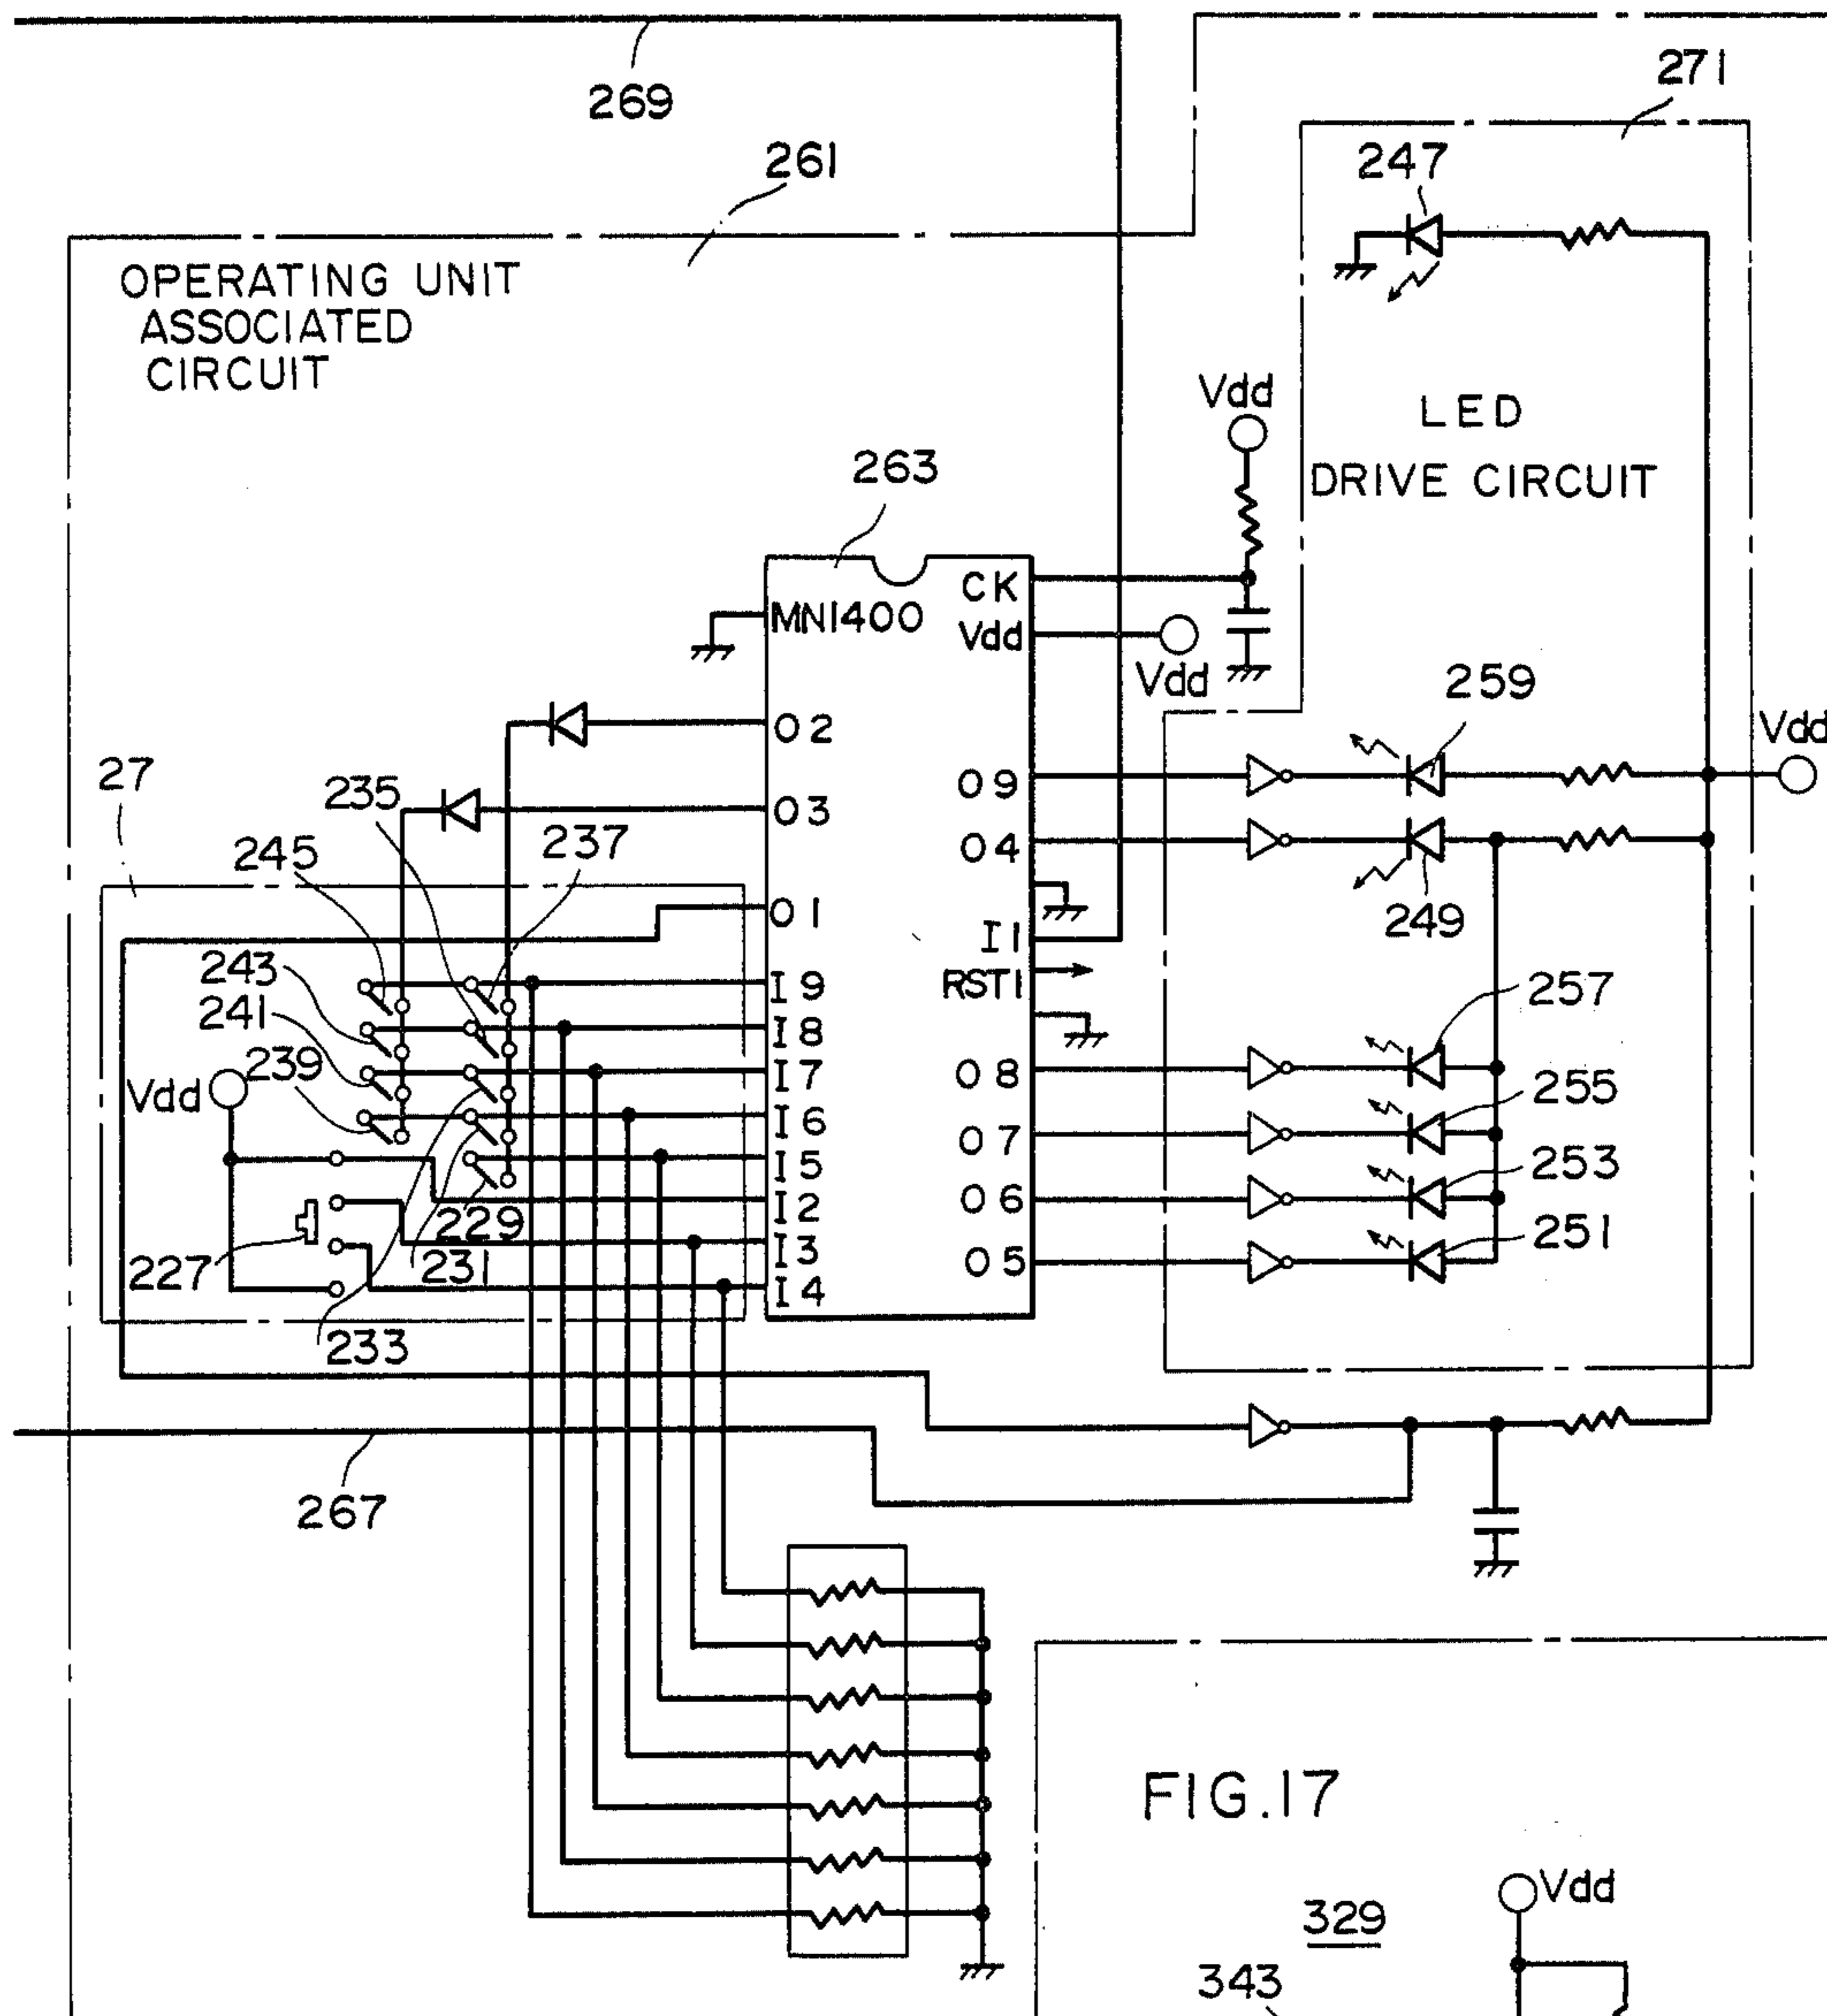 269
271
261
247
OPERATING UNIT
ASSOCIATED
CIRCUIT
Vdd
LED
DRIVE CIRCUIT
263
CK
MN1400
Vdd
Vdd
259
O2
Vdd
27
235
O9
O3
237
245
O4
O1
249
243
I1
I9
RST1
257
241
I8
239
I7
O8
Vdd
255
I6
O7
I5
253
I2
O6
229
251
I3
231
O5
227
I4
233
267
FIG.17
Vdd
329
343